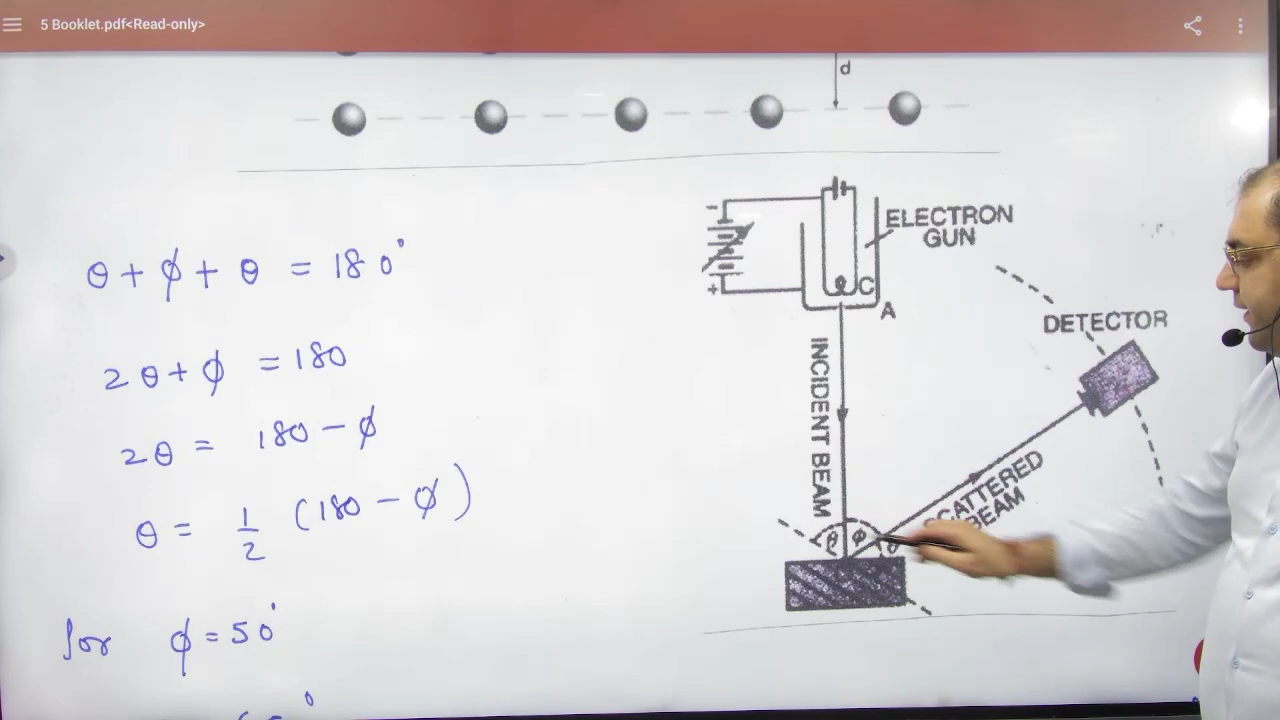 5 Booklet.pdf<Read-only>
d
θ + ϕ + θ = 180°
2θ + ϕ = 180
2θ = 180 - ϕ
θ = 1/2 (180 - ϕ)
for ϕ = 50°
ELECTRON
GUN
-
+
C
A
DETECTOR
INCIDENT BEAM
SCATTERED
BEAM
θ
ϕ